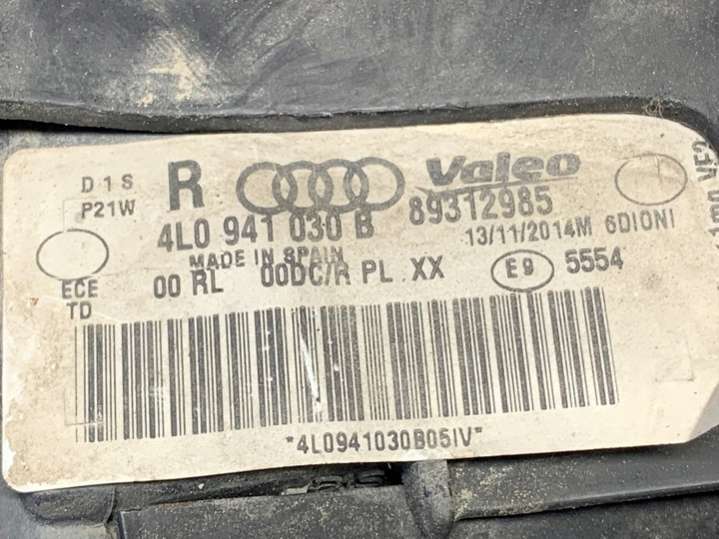 D1S
P21W
R
Valeo
4L0 941 030 B
89312985
MADE IN SPAIN
13/11/2014M 6DIONI
ECE
TD
00 RL 00DC/R PL XX
E9
5554
*4L0941030B05IV*